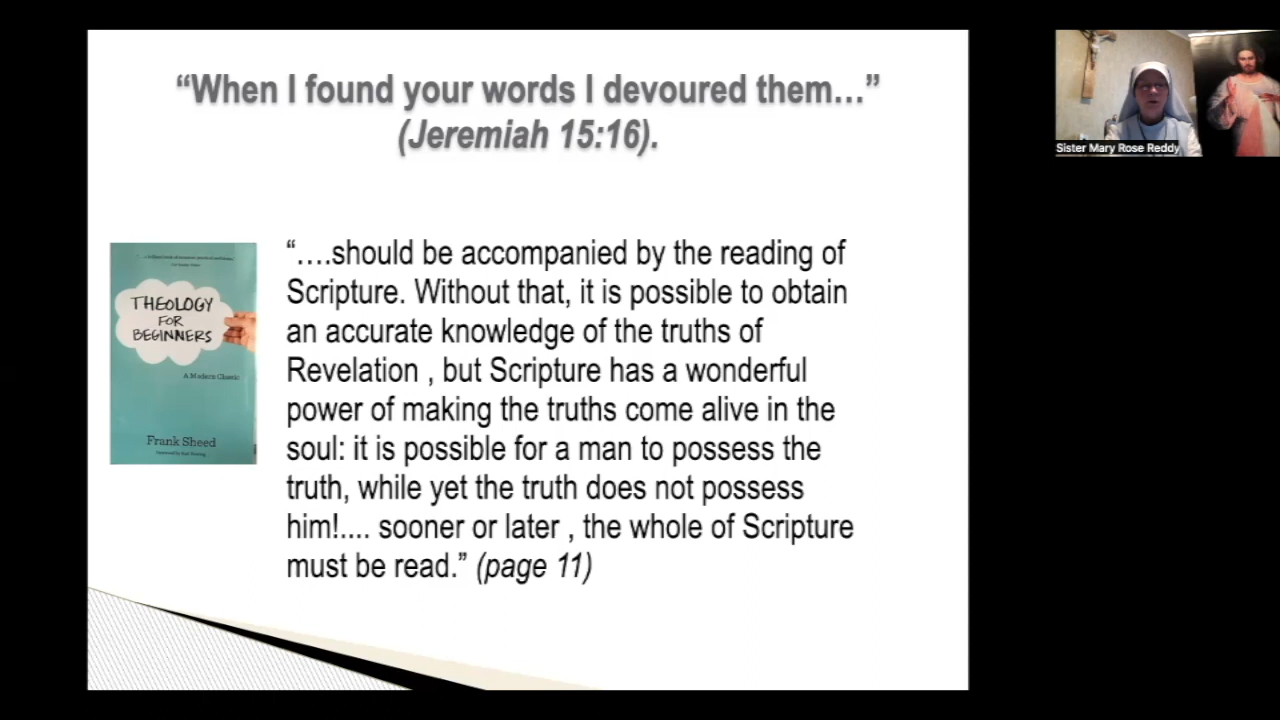 “When I found your words I devoured them...”
(Jeremiah 15:16).
Sister Mary Rose Reddy
THEOLOGY
FOR
BEGINNERS
A Modern Classic
Frank Sheed
“....should be accompanied by the reading of
Scripture. Without that, it is possible to obtain
an accurate knowledge of the truths of
Revelation , but Scripture has a wonderful
power of making the truths come alive in the
soul: it is possible for a man to possess the
truth, while yet the truth does not possess
him!.... sooner or later , the whole of Scripture
must be read.” (page 11)